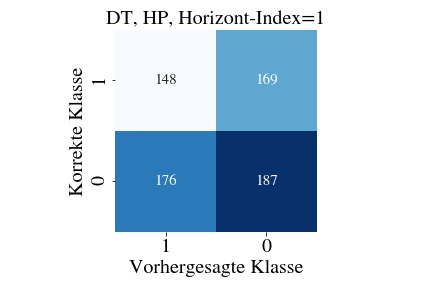 DT, HP, Horizont-Index=1
Korrekte Klasse
1
148
169
0
176
187
1
0
Vorhergesagte Klasse